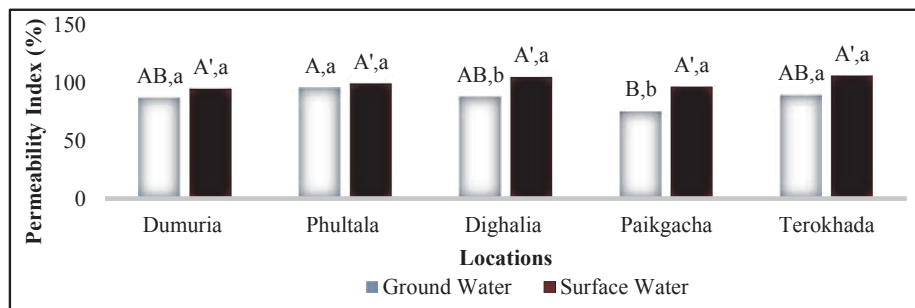 Permeability Index (%)
150
100
50
0
AB,a
A',a
A,a
A',a
AB,b
A',a
B,b
A',a
AB,a
A',a
Dumuria
Phultala
Dighalia
Paikgacha
Terokhada
Locations
Ground Water
Surface Water